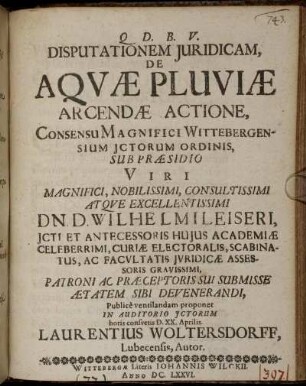 Q. D. B. V.
DISPUTATIONEM JURIDICAM,
DE
AQVÆ PLUVIÆ
ARCENDÆ ACTIONE,
CONSENSU MAGNIFICI WITTEBERGEN-
SIUM JCTORUM ORDINIS,
SUB PRÆSIDIO
VIRI
MAGNIFICI, NOBILISSIMI, CONSULTISSIMI
ATQVE EXCELLENTISSIMI
DN. D. WILHELMI LEISERI,
JCTI ET ANTECESSORIS HUJUS ACADEMIÆ
CELEBERRIMI, CURIÆ ELECTORALIS, SCABINA-
TUS, AC FACVLTATIS JVRIDICÆ ASSES-
SORIS GRAVISSIMI,
PATRONI AC PRÆCEPTORIS SUI SUBMISSE
ÆTATEM SIBI DEVENERANDI,
Publicè ventilandam proponet
IN AUDITORIO JCTORUM
horis consvetis D. XX. Aprilis
LAURENTIUS WOLTERSDORFF,
Lubecensis, Autor.
WITTEBERGÆ Literis JOHANNIS WILCKII.
ANNO DC LXXVI.